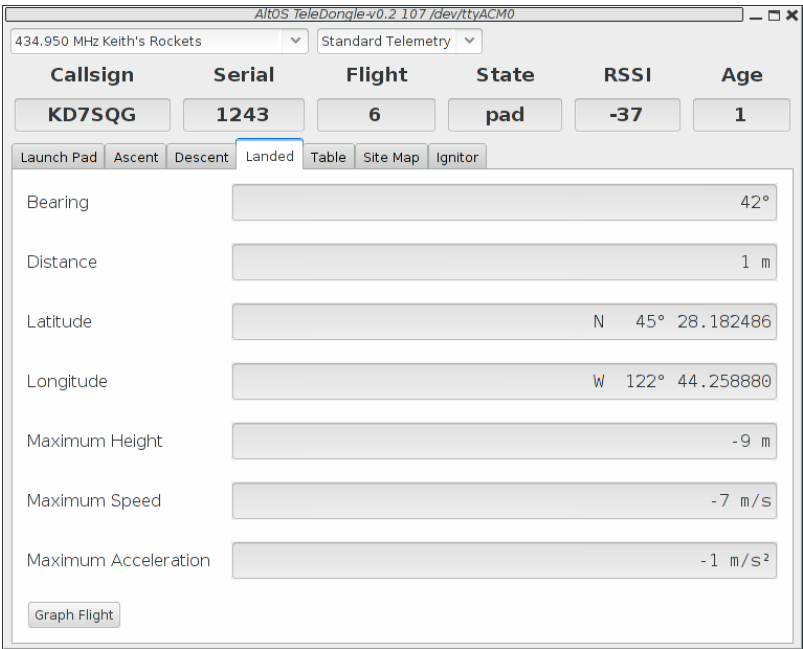 AltOS TeleDongle-v0.2 107 /dev/ttyACM0
434.950 MHz Keith's Rockets Standard Telemetry
Callsign Serial Flight State RSSI Age
KD7SQG 1243 6 pad -37 1
Launch Pad Ascent Descent Landed Table Site Map Ignitor
Bearing 42°
Distance 1 m
Latitude N 45° 28.182486
Longitude W 122° 44.258880
Maximum Height -9 m
Maximum Speed -7 m/s
Maximum Acceleration -1 m/s²
Graph Flight